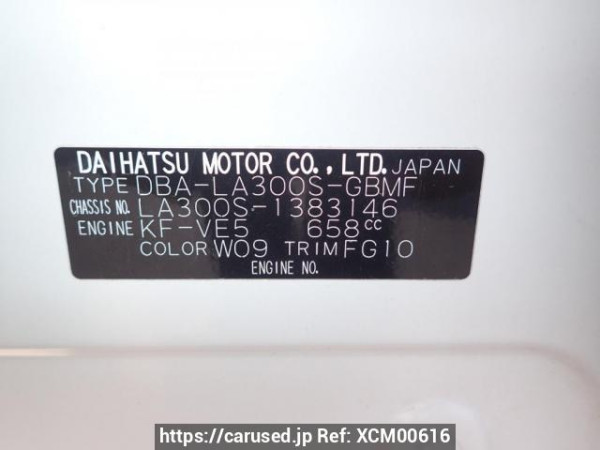 DAIHATSU MOTOR CO., LTD. JAPAN
TYPE DBA-LA300S-GBMF
CHASSIS NO. LA300S-1383146
ENGINE KF-VE5 658cc
COLOR W09 TRIM FG10
ENGINE NO.
https://carused.jp Ref: XCM00616